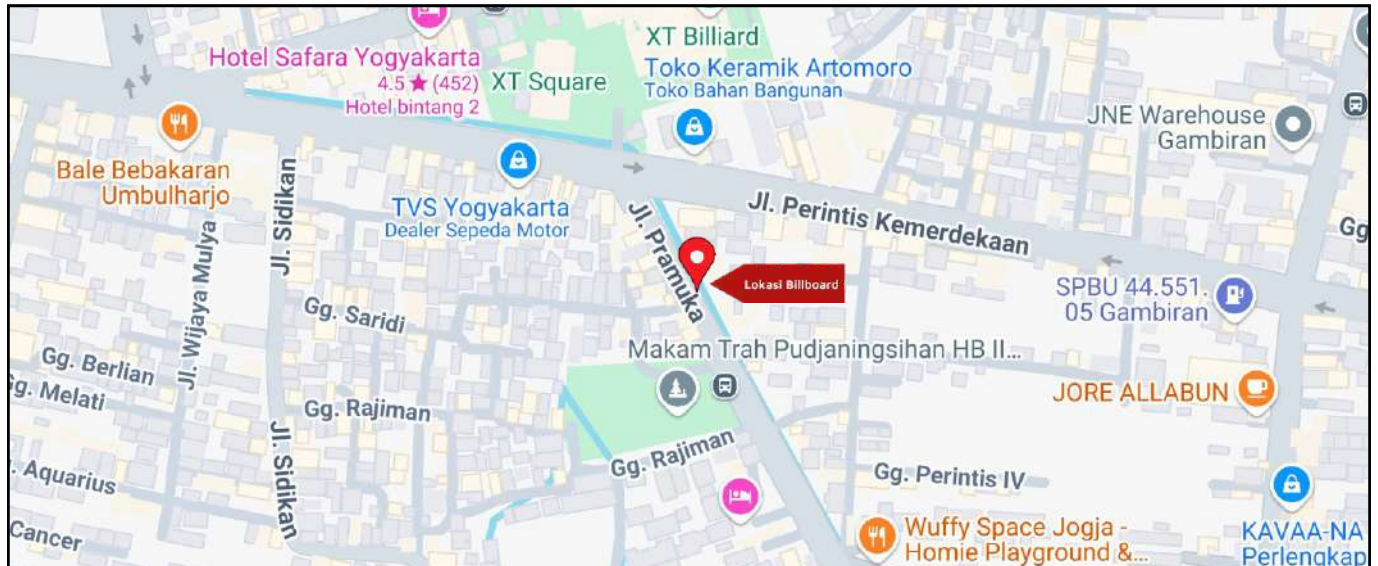 Hotel Safara Yogyakarta
4.5 ★ (452)
Hotel bintang 2
XT Square
XT Billiard
Toko Keramik Artomoro
Toko Bahan Bangunan
JNE Warehouse
Gambiran
Bale Bebakaran
Umbulharjo
Jl. Sidikan
TVS Yogyakarta
Dealer Sepeda Motor
Jl. Perintis Kemerdekaan
Jl. Pramuka
Lokasi Billboard
Gg
Jl. Wijaya Mulya
Gg. Saridi
SPBU 44.551.
05 Gambiran
Gg. Berlian
Makam Trah Pudjaningsihan HB II...
g. Melati
Gg. Rajiman
JORE ALLABUN
Jl. Sidikan
Gg. Rajiman
. Aquarius
Gg. Perintis IV
Cancer
Wuffy Space Jogja -
Homie Playground &...
KAVAA-NA
Perlengkap